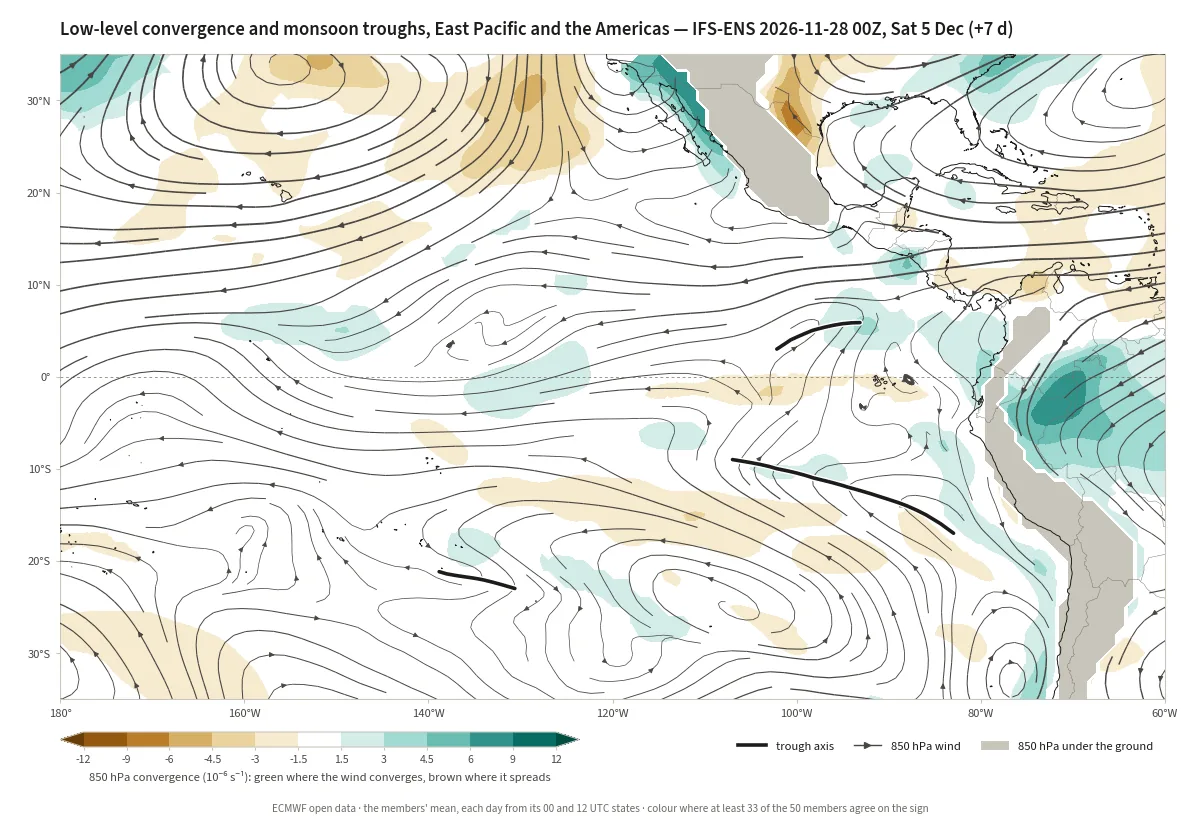 Low-level convergence and monsoon troughs, East Pacific and the Americas — IFS-ENS 2026-11-28 00Z, Sat 5 Dec (+7 d)
30°N
20°N
10°N
0°
10°S
20°S
30°S
180° 160°W 140°W 120°W 100°W 80°W 60°W
-12 -9 -6 -4.5 -3 -1.5 1.5 3 4.5 6 9 12
850 hPa convergence (10⁻⁶ s⁻¹): green where the wind converges, brown where it spreads
trough axis 850 hPa wind 850 hPa under the ground
ECMWF open data · the members' mean, each day from its 00 and 12 UTC states · colour where at least 33 of the 50 members agree on the sign